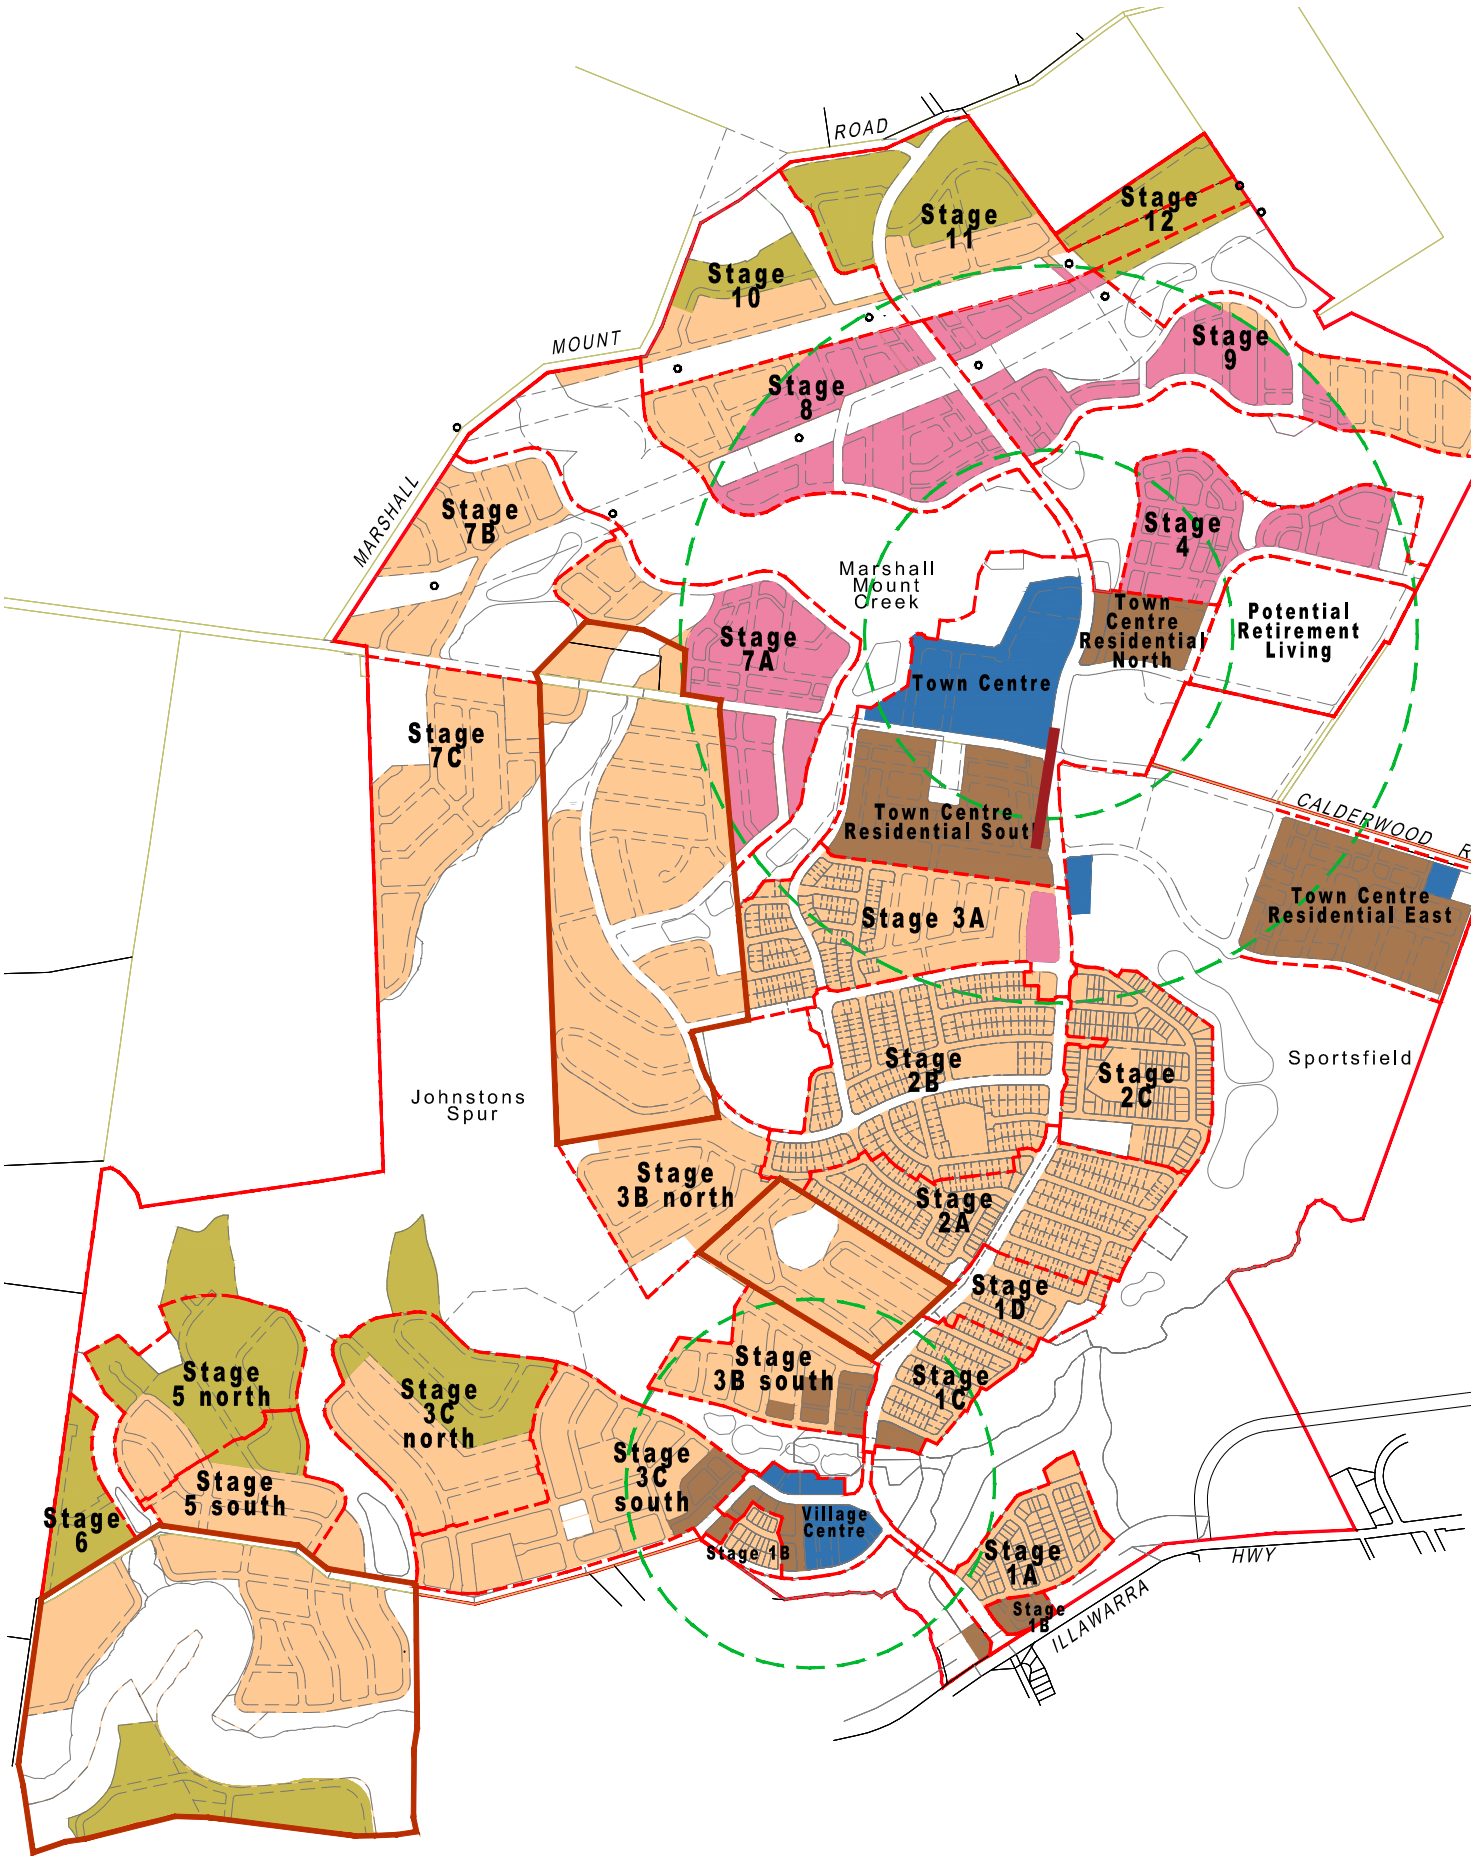 ROAD
Stage
12
Stage
11
Stage
10
MOUNT
Stage
9
Stage
8
MARSHALL
Stage
7B
Stage
4
Marshall
Mount
Creek
Town
Centre
Residential
North
Potential
Retirement
Living
Stage
7A
Town Centre
Stage
7C
CALDERWOOD R
Town Centre
Residential Sout
Town Centre
Residential East
Stage 3A
Stage
2B
Stage
2C
Sportsfield
Johnstons
Spur
Stage
3B north
Stage
2A
Stage
1D
Stage
3B south
Stage
1C
Stage
5 north
Stage
3C
north
Stage
3C
south
Stage
5 south
Stage
6
Village
Centre
Stage 1B
Stage
1A
Stage
1B
HWY
ILLAWARRA